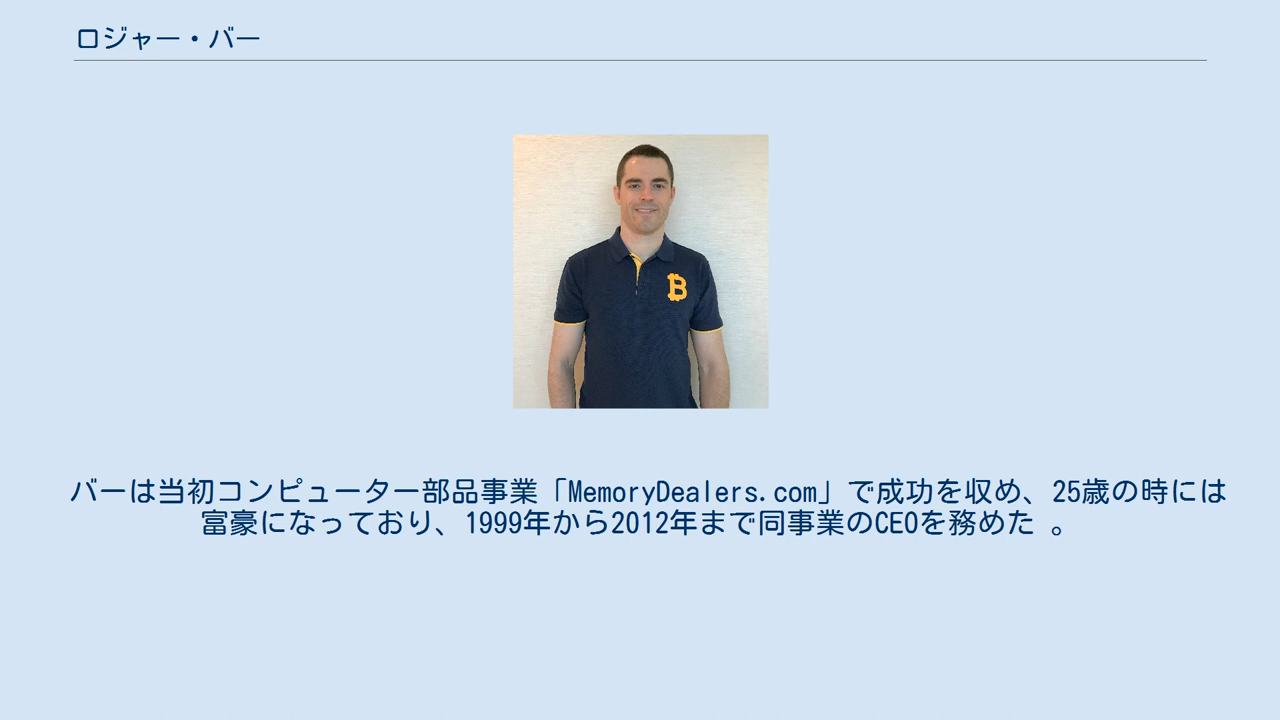 ロジャー・バー
バーは当初コンピューター部品事業「MemoryDealers.com」で成功を収め、25歳の時には
富豪になっており、1999年から2012年まで同事業のCEOを務めた 。